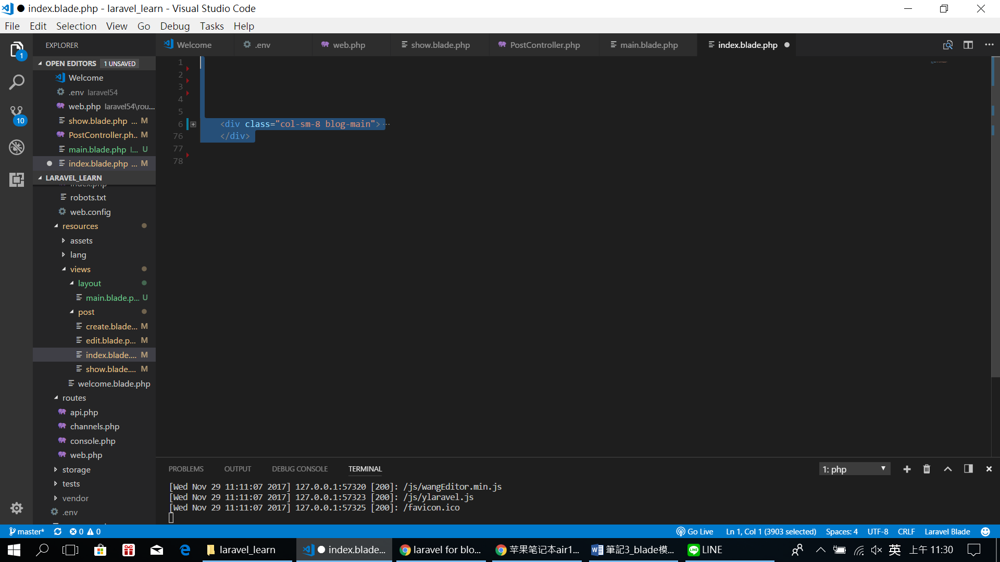 index.blade.php - laravel_learn - Visual Studio Code
File Edit Selection View Go Debug Tasks Help
EXPLORER
OPEN EDITORS 1 UNSAVED
Welcome
.env laravel54
web.php laravel54\rou...
show.blade.php ... M
PostController.ph.. M
main.blade.php l... U
index.blade.php ... M
LARAVEL_LEARN
index.php
robots.txt
web.config
resources
assets
lang
views
layout
main.blade.p... U
post
create.blade... M
edit.blade.p... M
index.blade.... M
show.blade.... M
welcome.blade.php
routes
api.php
channels.php
console.php
web.php
storage
tests
vendor
.env
1
10
Welcome .env web.php show.blade.php PostController.php main.blade.php index.blade.php
1
2
3
4
5
6 <div class="col-sm-8 blog-main">...
76 </div>
77
78
PROBLEMS OUTPUT DEBUG CONSOLE TERMINAL 1: php
[Wed Nov 29 11:11:07 2017] 127.0.0.1:57320 [200]: /js/wangEditor.min.js
[Wed Nov 29 11:11:07 2017] 127.0.0.1:57323 [200]: /js/ylaravel.js
[Wed Nov 29 11:11:07 2017] 127.0.0.1:57325 [200]: /favicon.ico
master* 0 0 Go Live Ln 1, Col 1 (3903 selected) Spaces: 4 UTF-8 CRLF Laravel Blade
laravel_learn index.blade... laravel for blo... 苹果笔记本air1... 筆記3_blade模... LINE 英 上午 11:30